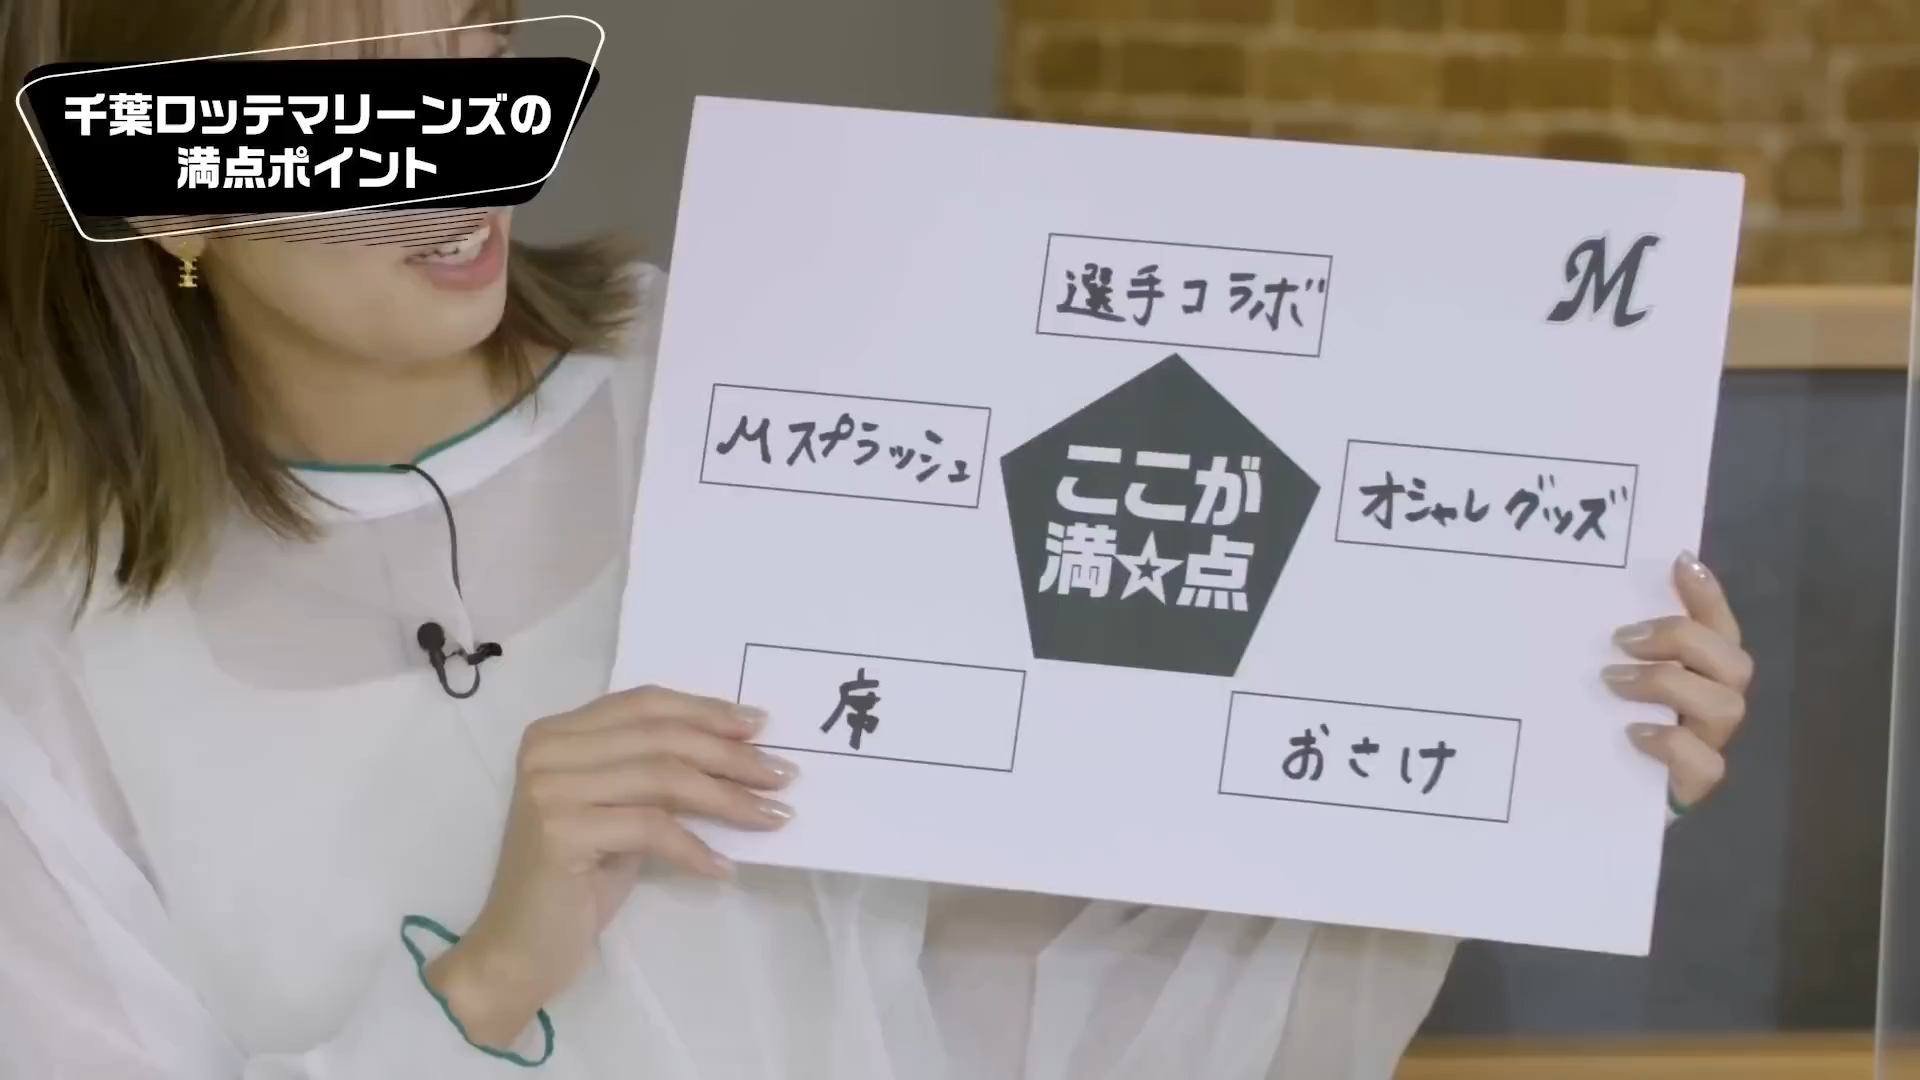 千葉ロッテマリーンズの
満点ポイント
M
選手コラボ
Mスプラッシュ
オシャレグッズ
ここが
満☆点
席
おさけ